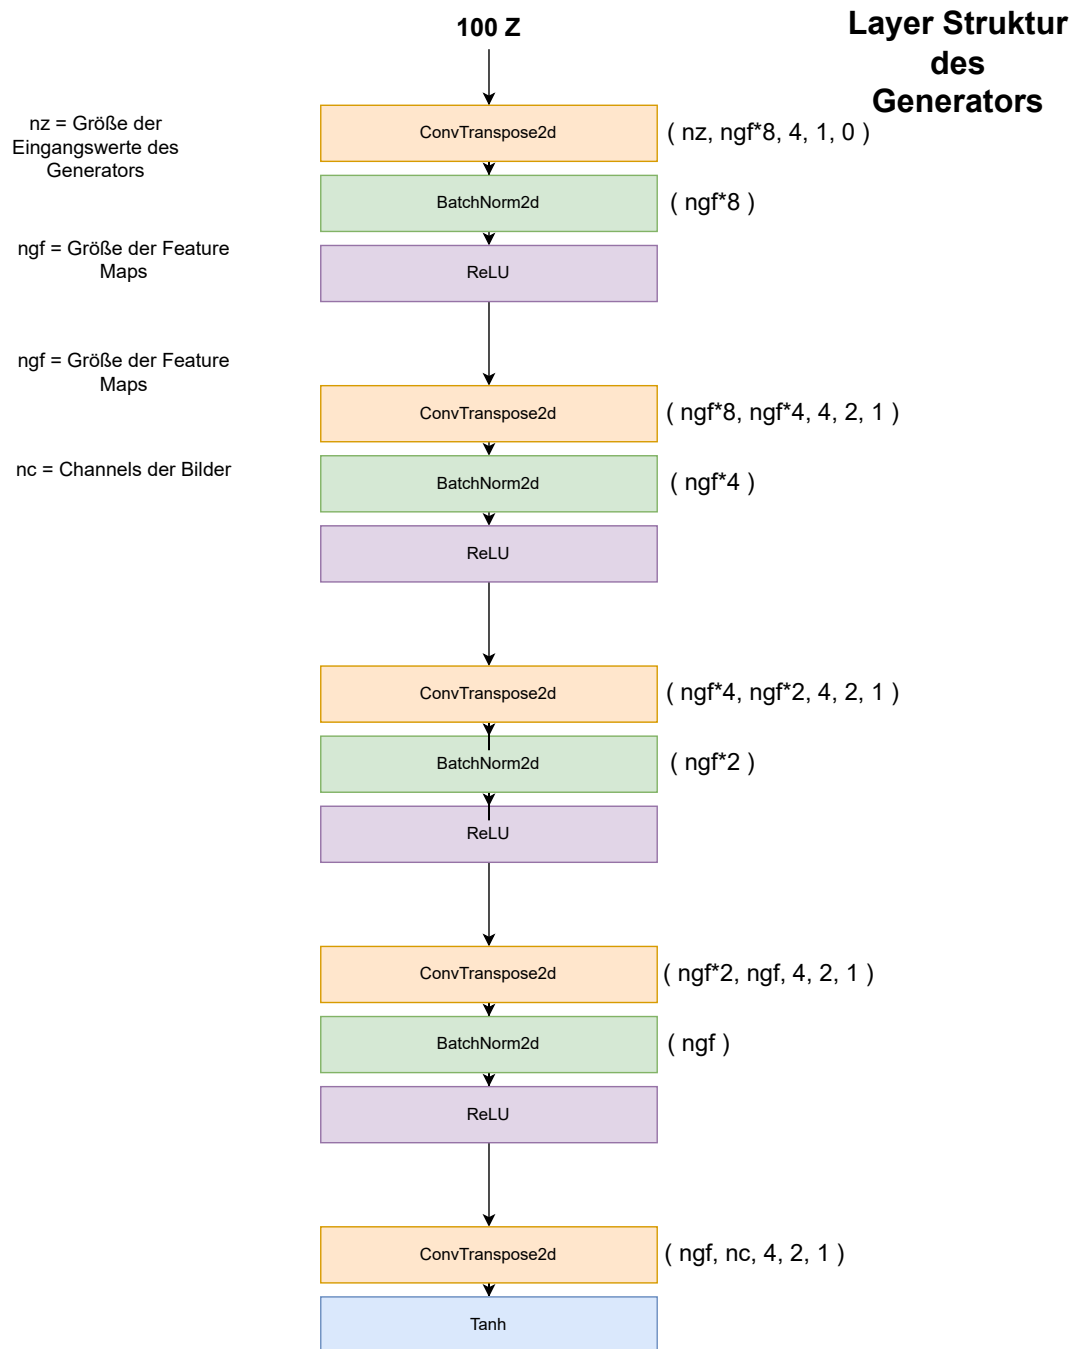 100 Z
Layer Struktur
des
Generators
nz = Größe der
Eingangswerte des
Generators
ConvTranspose2d
( nz, ngf*8, 4, 1, 0 )
BatchNorm2d
( ngf*8 )
ngf = Größe der Feature
Maps
ReLU
ngf = Größe der Feature
Maps
ConvTranspose2d
( ngf*8, ngf*4, 4, 2, 1 )
nc = Channels der Bilder
BatchNorm2d
( ngf*4 )
ReLU
ConvTranspose2d
( ngf*4, ngf*2, 4, 2, 1 )
BatchNorm2d
( ngf*2 )
ReLU
ConvTranspose2d
( ngf*2, ngf, 4, 2, 1 )
BatchNorm2d
( ngf )
ReLU
ConvTranspose2d
( ngf, nc, 4, 2, 1 )
Tanh